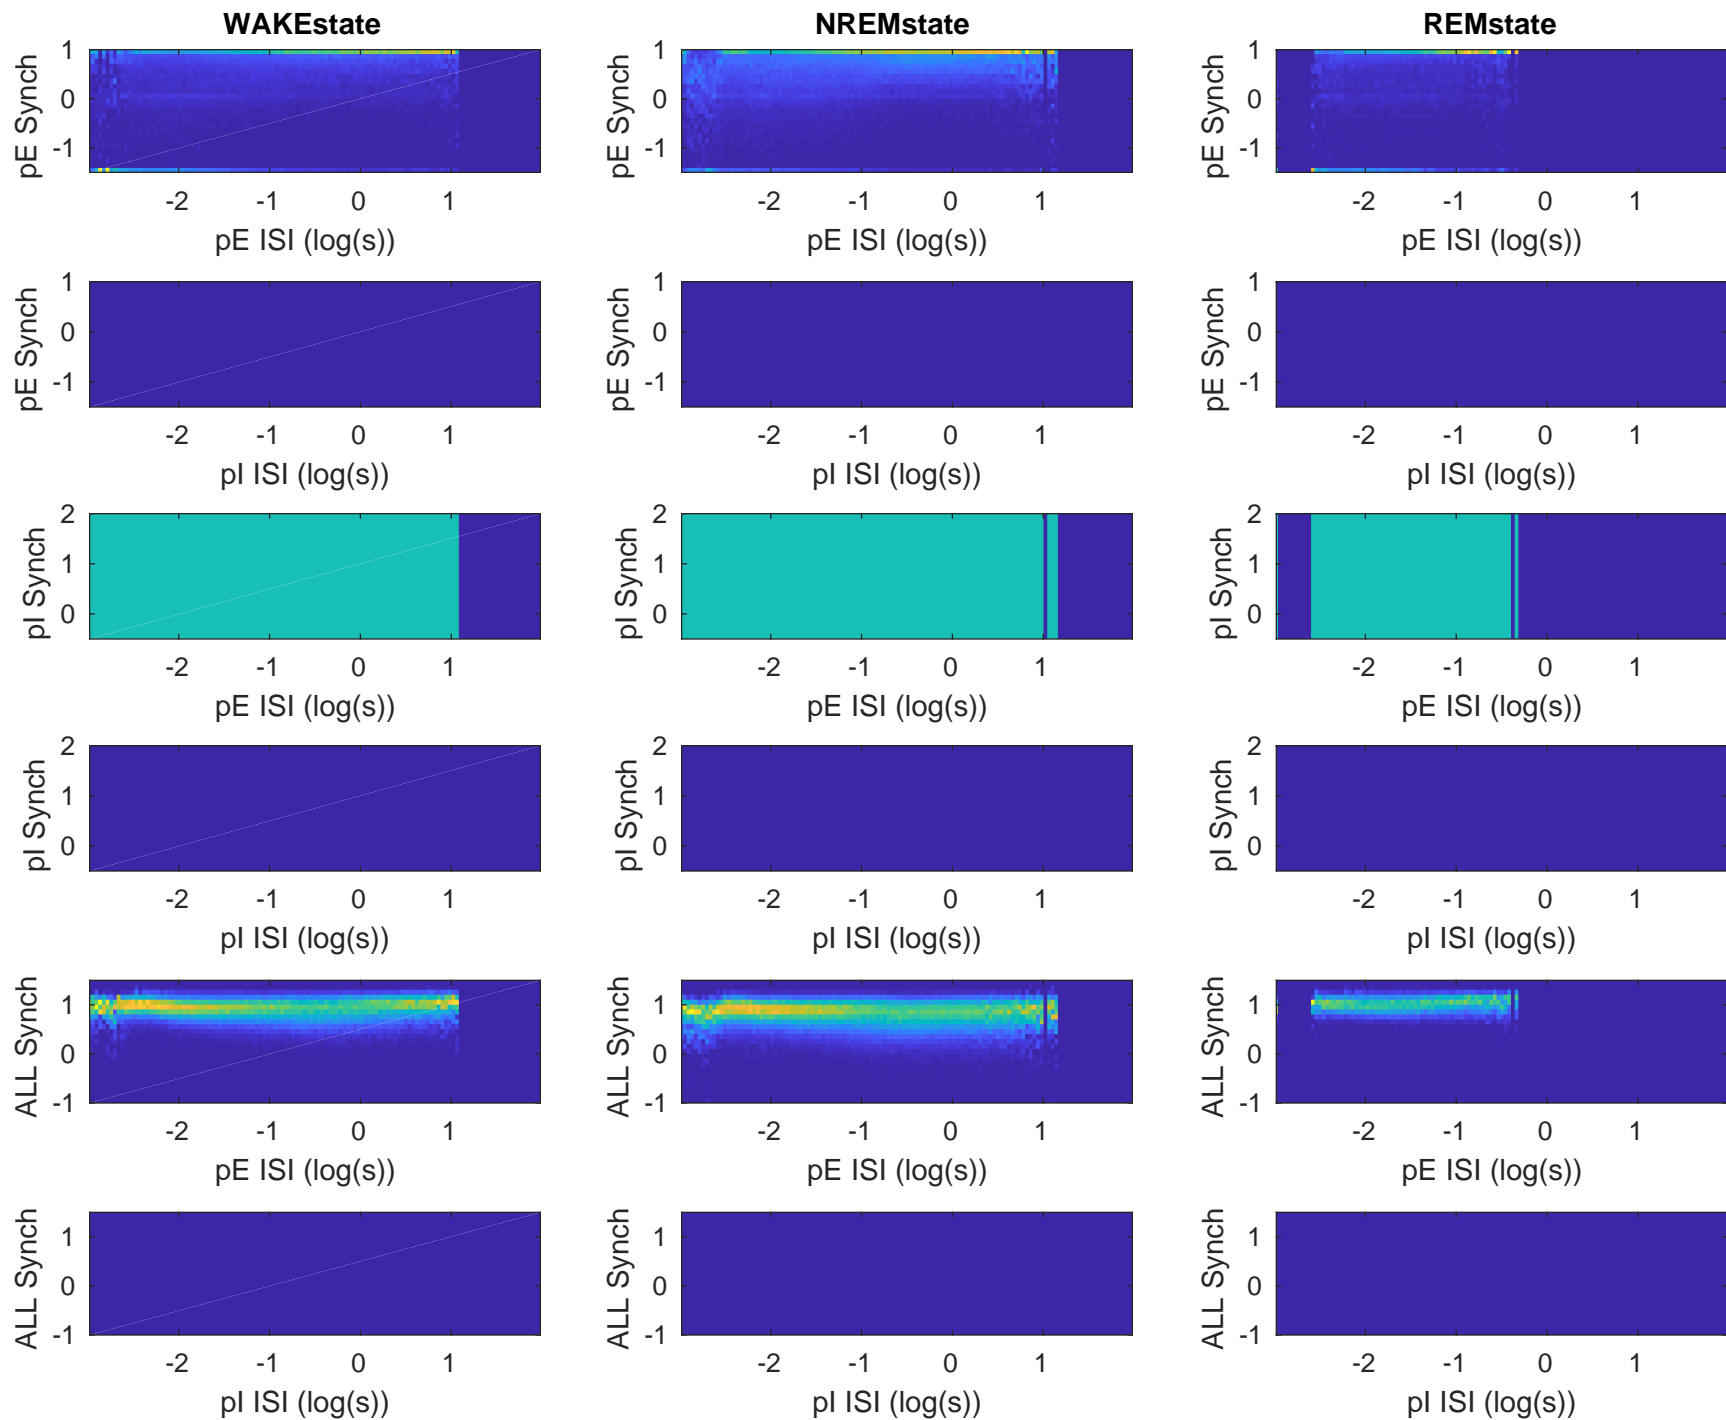 WAKEstate NREMstate REMstate
pE Synch 1 0 -1 pE Synch 1 0 -1 pE Synch 1 0 -1
-2 -1 0 1 -2 -1 0 1 -2 -1 0 1
pE ISI (log(s)) pE ISI (log(s)) pE ISI (log(s))
pE Synch 1 0 -1 pE Synch 1 0 -1 pE Synch 1 0 -1
-2 -1 0 1 -2 -1 0 1 -2 -1 0 1
pI ISI (log(s)) pI ISI (log(s)) pI ISI (log(s))
pI Synch 2 1 0 pI Synch 2 1 0 pI Synch 2 1 0
-2 -1 0 1 -2 -1 0 1 -2 -1 0 1
pE ISI (log(s)) pE ISI (log(s)) pE ISI (log(s))
pI Synch 2 1 0 pI Synch 2 1 0 pI Synch 2 1 0
-2 -1 0 1 -2 -1 0 1 -2 -1 0 1
pI ISI (log(s)) pI ISI (log(s)) pI ISI (log(s))
ALL Synch 1 0 -1 ALL Synch 1 0 -1 ALL Synch 1 0 -1
-2 -1 0 1 -2 -1 0 1 -2 -1 0 1
pE ISI (log(s)) pE ISI (log(s)) pE ISI (log(s))
ALL Synch 1 0 -1 ALL Synch 1 0 -1 ALL Synch 1 0 -1
-2 -1 0 1 -2 -1 0 1 -2 -1 0 1
pI ISI (log(s)) pI ISI (log(s)) pI ISI (log(s))